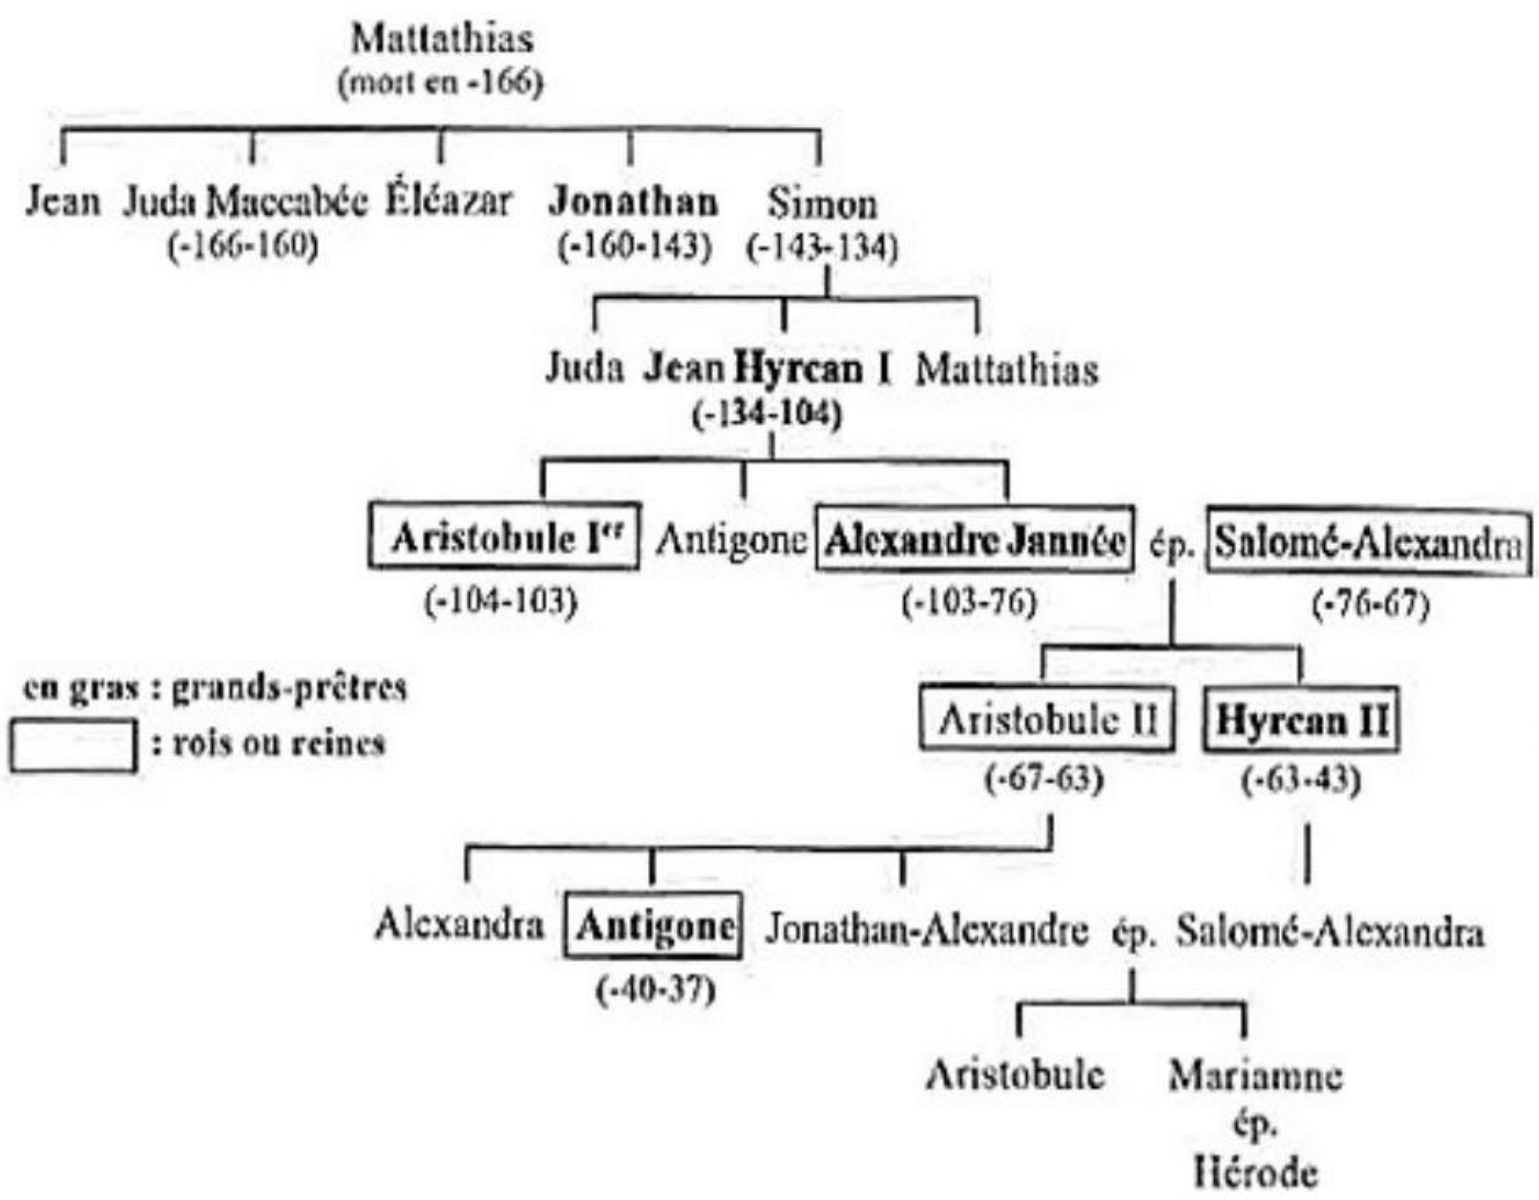 Mattathias
(mort en -166)
Jean Juda Maccabée Éléazar Jonathan Simon
(-166-160) (-160-143) (-143-134)
Juda Jean Hyrcan I Mattathias
(-134-104)
Aristobule Iᵉʳ Antigone Alexandre Jannée ép. Salomé-Alexandra
(-104-103) (-103-76) (-76-67)
en gras : grands-prêtres
: rois ou reines
Aristobule II Hyrcan II
(-67-63) (-63-43)
Alexandra Antigone Jonathan-Alexandre ép. Salomé-Alexandra
(-40-37)
Aristobule Mariamne
ép.
Hérode